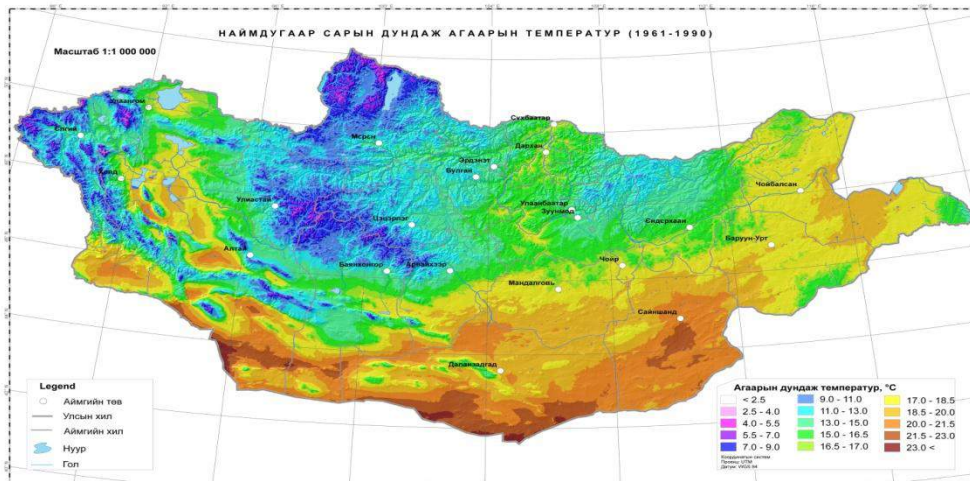 НАЙМДУГААР САРЫН ДУНДАЖ АГААРЫН ТЕМПЕРАТУР (1961-1990)
Масштаб 1:1 000 000
Улаангом
Өлгий
Ховд
Улиастай
Алтай
Мөрөн
Цэцэрлэг
Баянхонгор
Арвайхээр
Булган
Эрдэнэт
Сүхбаатар
Дархан
Улаанбаатар
Зуунмод
Чойр
Мандалговь
Даланзадгад
Сайншанд
Баруун-Урт
Чойбалсан
Legend
Аймгийн төв
Улсын хил
Аймгийн хил
Нуур
Гол
Агаарын дундаж температур, °C
< 2.5
2.5 - 4.0
4.0 - 5.5
5.5 - 7.0
7.0 - 9.0
9.0 - 11.0
11.0 - 13.0
13.0 - 15.0
15.0 - 16.5
16.5 - 17.0
17.0 - 18.5
18.5 - 20.0
20.0 - 21.5
21.5 - 23.0
23.0 <